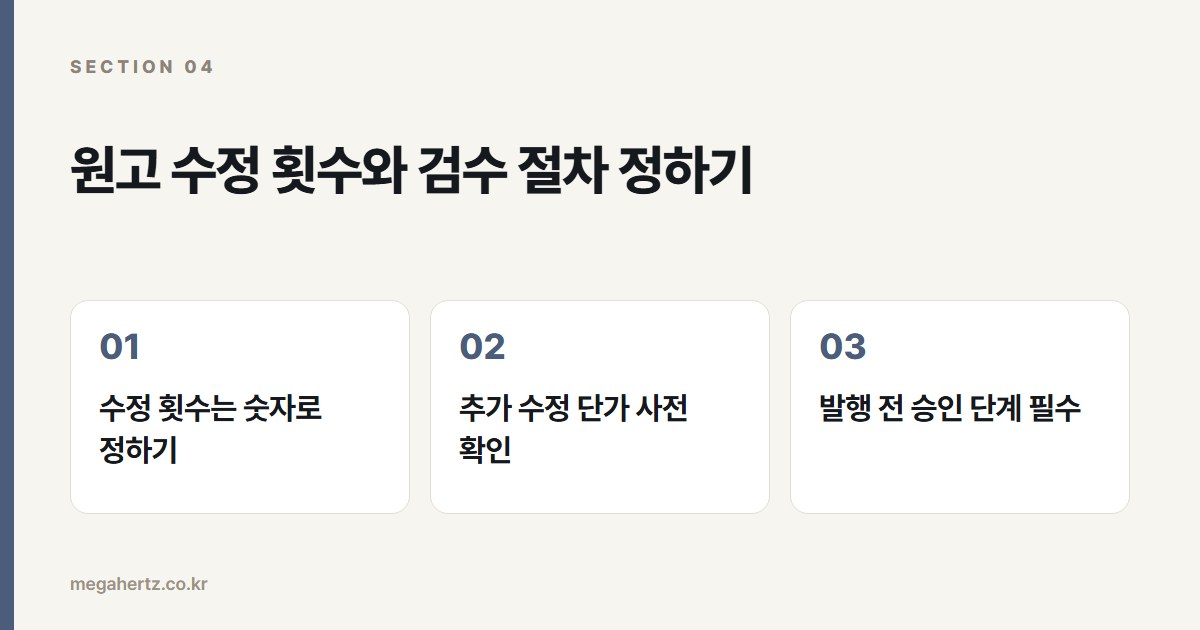 SECTION 04
원고 수정 횟수와 검수 절차 정하기
01
수정 횟수는 숫자로
정하기
02
추가 수정 단가 사전
확인
03
발행 전 승인 단계 필수
megahertz.co.kr